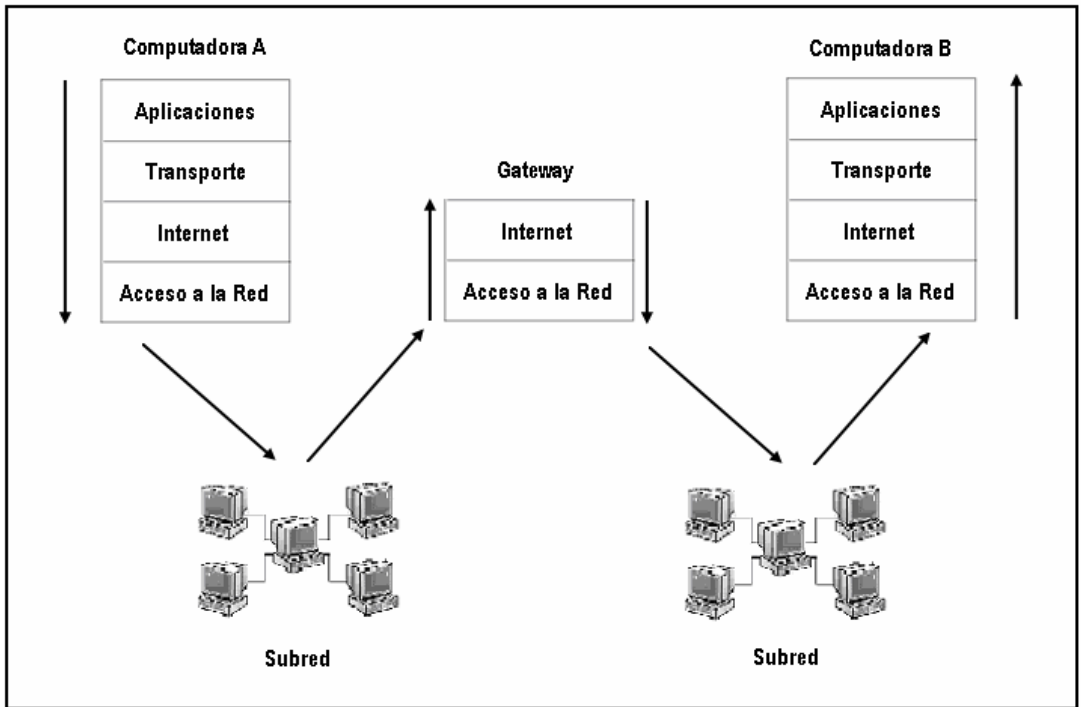 Computadora A
Aplicaciones
Transporte
Internet
Acceso a la Red
Gateway
Internet
Acceso a la Red
Computadora B
Aplicaciones
Transporte
Internet
Acceso a la Red
Subred
Subred